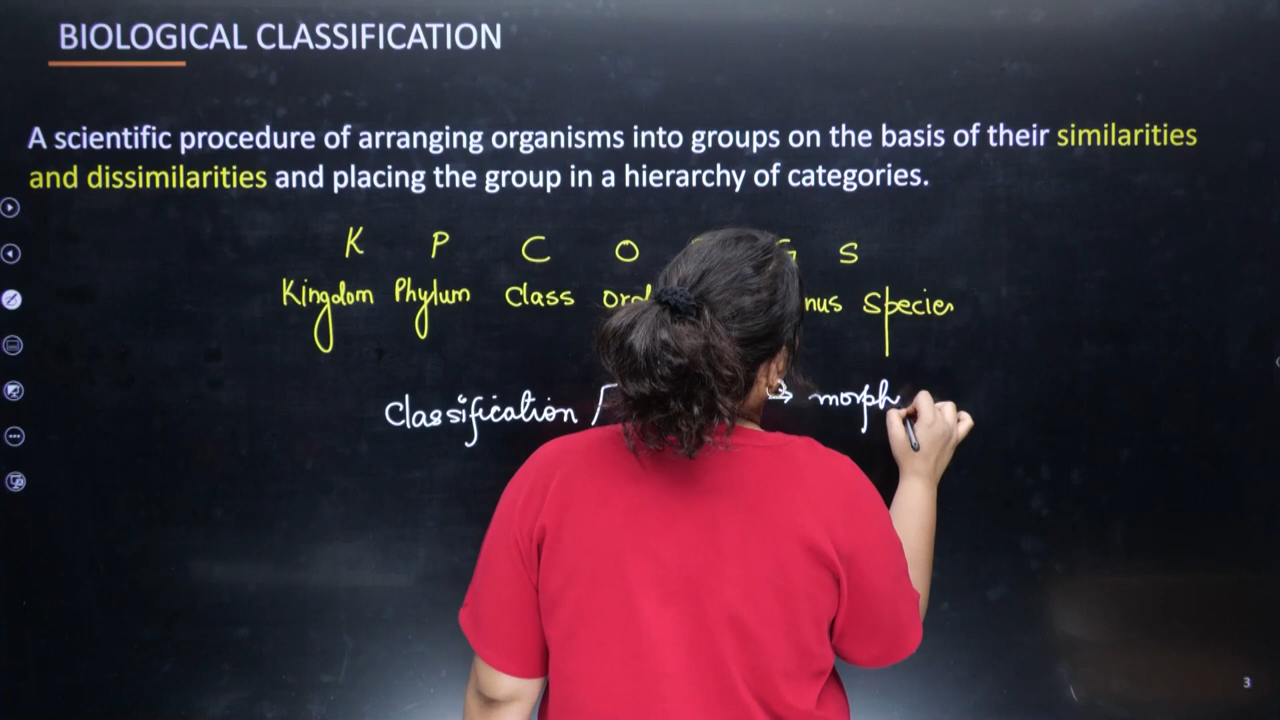 BIOLOGICAL CLASSIFICATION
A scientific procedure of arranging organisms into groups on the basis of their similarities
and dissimilarities and placing the group in a hierarchy of categories.
K P C O G S
Kingdom Phylum Class Species
Classification morph
3